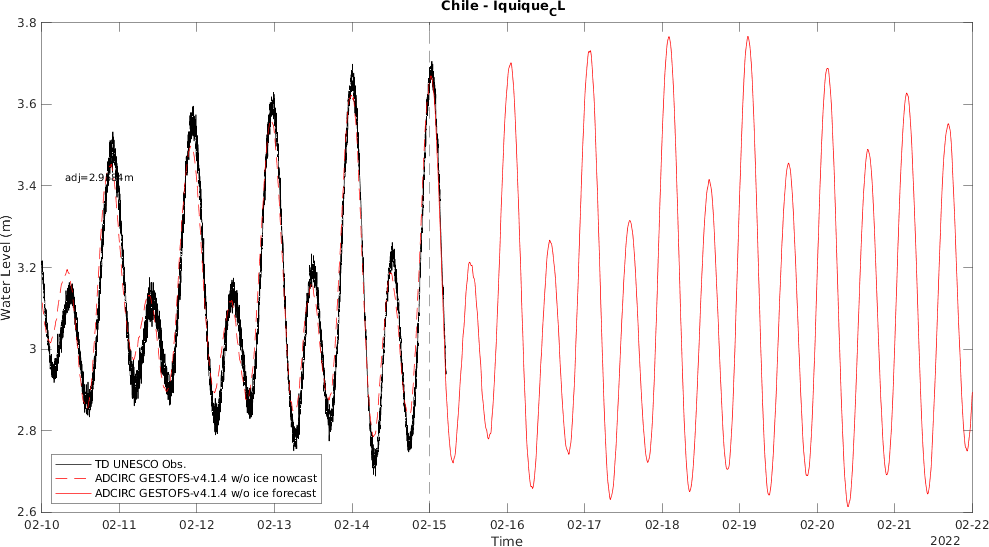 Chile - Iquique_CL
3.8
3.6
3.4
3.2
3
2.8
2.6
Water Level (m)
TD UNESCO Obs.
ADCIRC GESTOFS-v4.1.4 w/o ice nowcast
ADCIRC GESTOFS-v4.1.4 w/o ice forecast
02-10 02-11 02-12 02-13 02-14 02-15 02-16 02-17 02-18 02-19 02-20 02-21 02-22
Time
2022